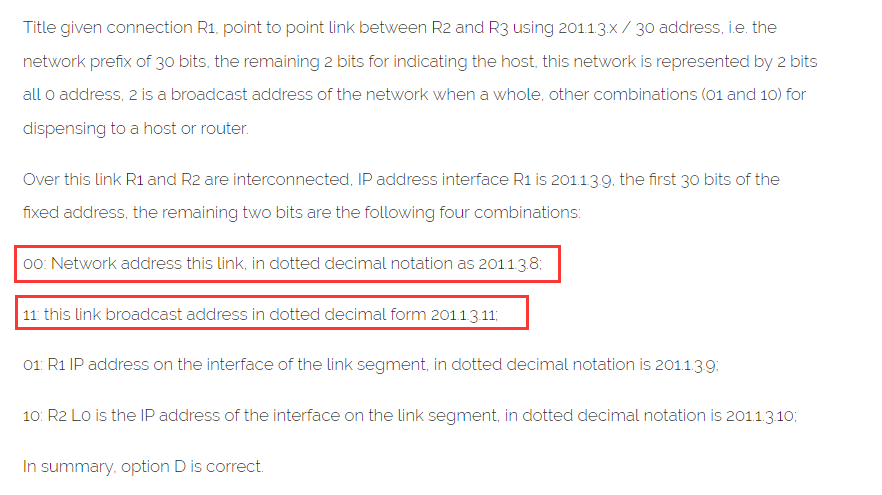 Title given connection R1, point to point link between R2 and R3 using 201.1.3.x / 30 address, i.e. the
network prefix of 30 bits, the remaining 2 bits for indicating the host, this network is represented by 2 bits
all 0 address, 2 is a broadcast address of the network when a whole, other combinations (01 and 10) for
dispensing to a host or router.
Over this link R1 and R2 are interconnected, IP address interface R1 is 201.1.3.9, the first 30 bits of the
fixed address, the remaining two bits are the following four combinations:
00: Network address this link, in dotted decimal notation as 201.1.3.8;
11: this link broadcast address in dotted decimal form 201.1.3.11;
01: R1 IP address on the interface of the link segment, in dotted decimal notation is 201.1.3.9;
10: R2 L0 is the IP address of the interface on the link segment, in dotted decimal notation is 201.1.3.10;
In summary, option D is correct.